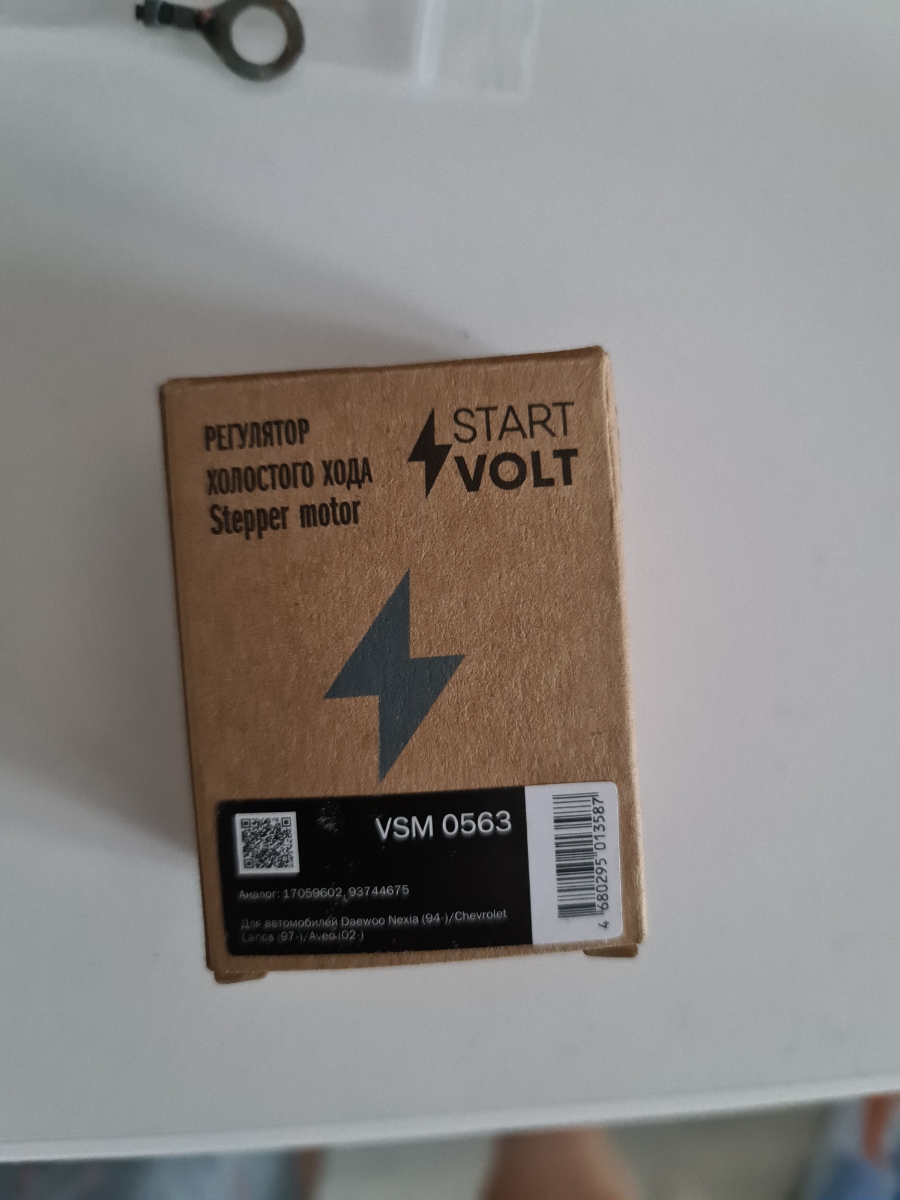 РЕГУЛЯТОР
ХОЛОСТОГО ХОДА
Stepper motor
START
VOLT
VSM 0563
Аналог: 17059602, 93744675
Для автомобилей Daewoo Nexia (94-)/Chevrolet
Lanos (97-)/Aveo (02-)
4 680295 013587